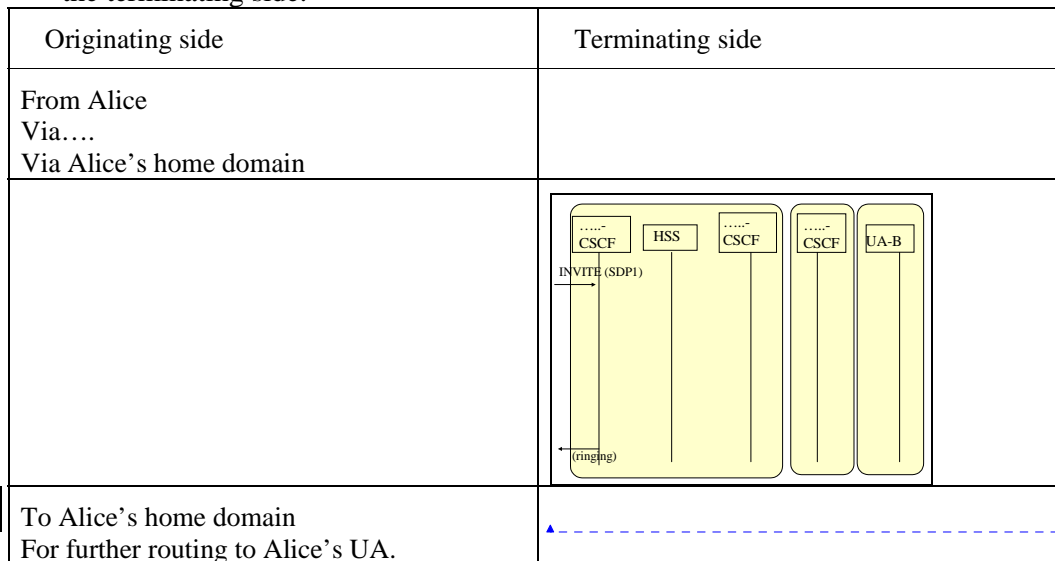 the terminating side.
Originating side
Terminating side
From Alice
Via….
Via Alice’s home domain
…..-
CSCF
HSS
…..-
CSCF
…..-
CSCF
UA-B
INVITE (SDP1)
(ringing)
To Alice’s home domain
For further routing to Alice’s UA.